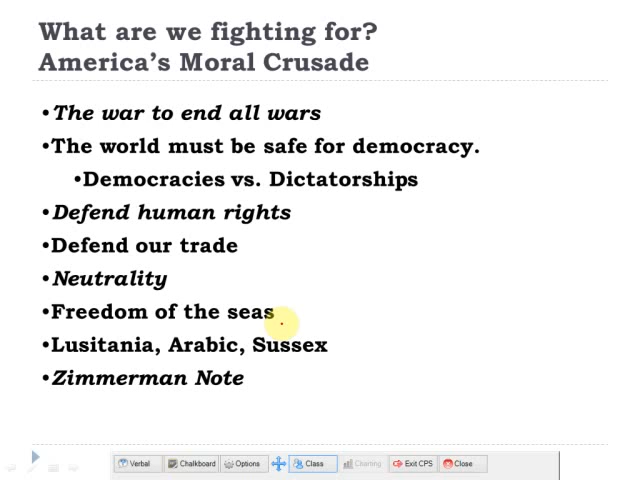 What are we fighting for?
America's Moral Crusade
•The war to end all wars
•The world must be safe for democracy.
•Democracies vs. Dictatorships
•Defend human rights
•Defend our trade
•Neutrality
•Freedom of the seas
•Lusitania, Arabic, Sussex
•Zimmerman Note
Verbal Chalkboard Options Class Charting Exit CPS Close